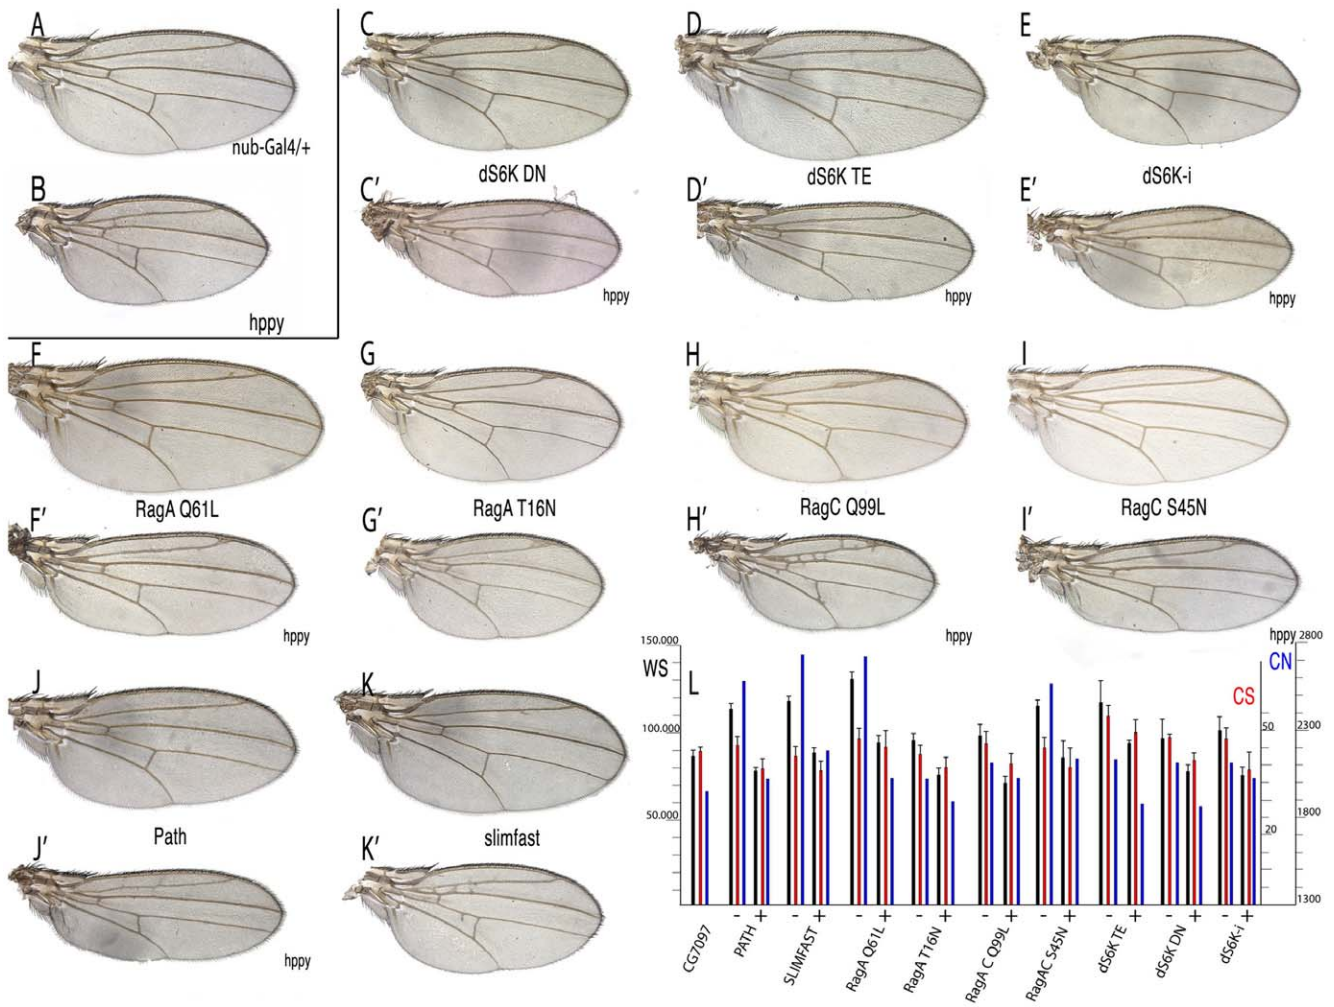 A
C
D
E
nub-Gal4/+
B
dS6K DN
dS6K TE
dS6K-i
C'
D'
E'
hppy
hppy
hppy
hppy
F
G
H
I
RagA Q61L
RagA T16N
RagC Q99L
RagC S45N
F'
G'
H'
I'
hppy
hppy
hppy
J
K
Path
slimfast
J'
K'
hppy
L
WS
150.000
100.000
50.000
CS
50
20
CN
2800
2300
1800
1300
- + - + - + - + - + - + - + - + - +
CG7097
PATH
SLIMFAST
RagA Q61L
RagA T16N
RagA C Q99L
RagAC S45N
dS6K TE
dS6K DN
dS6K-i